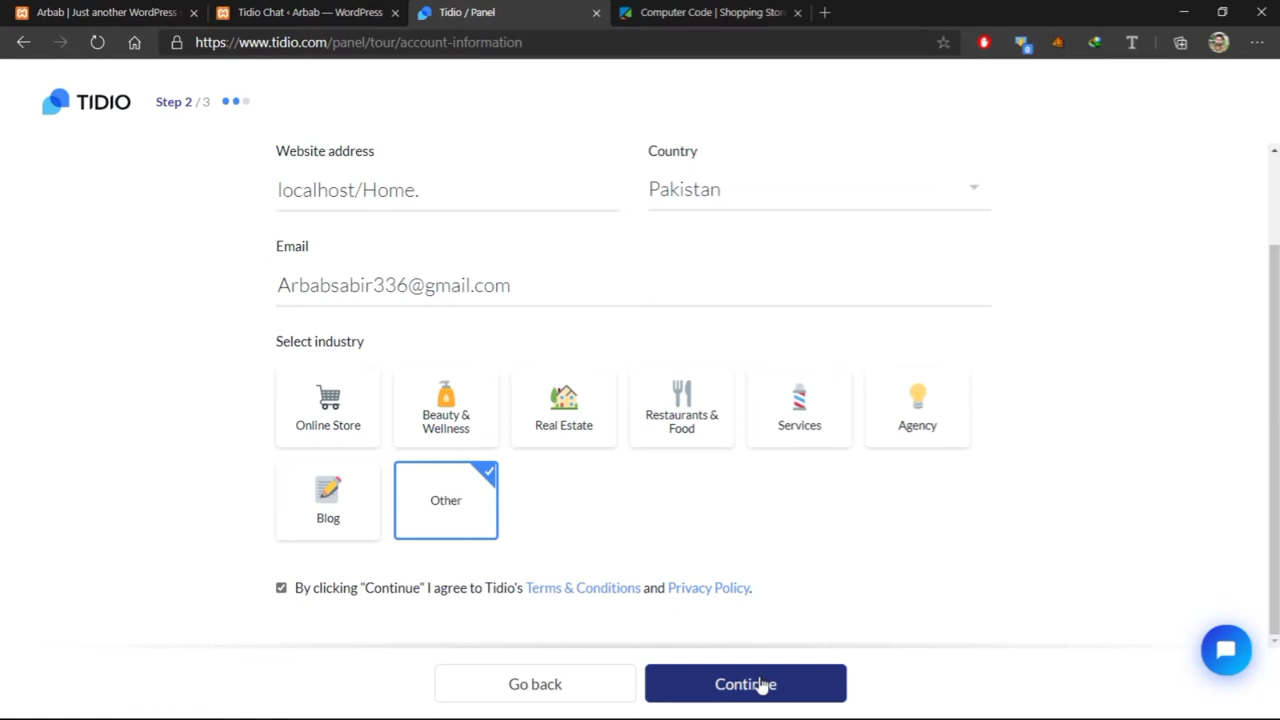 Arbab | Just another WordPress
Tidio Chat ‹ Arbab — WordPress
Tidio / Panel
Computer Code | Shopping Stor
https://www.tidio.com/panel/tour/account-information
0
T
TIDIO
Step 2 / 3
Website address
Country
localhost/Home.
Pakistan
Email
Arbabsabir336@gmail.com
Select industry
Online Store
Beauty &
Wellness
Real Estate
Restaurants &
Food
Services
Agency
Blog
Other
By clicking "Continue" I agree to Tidio's Terms & Conditions and Privacy Policy.
Go back
Continue